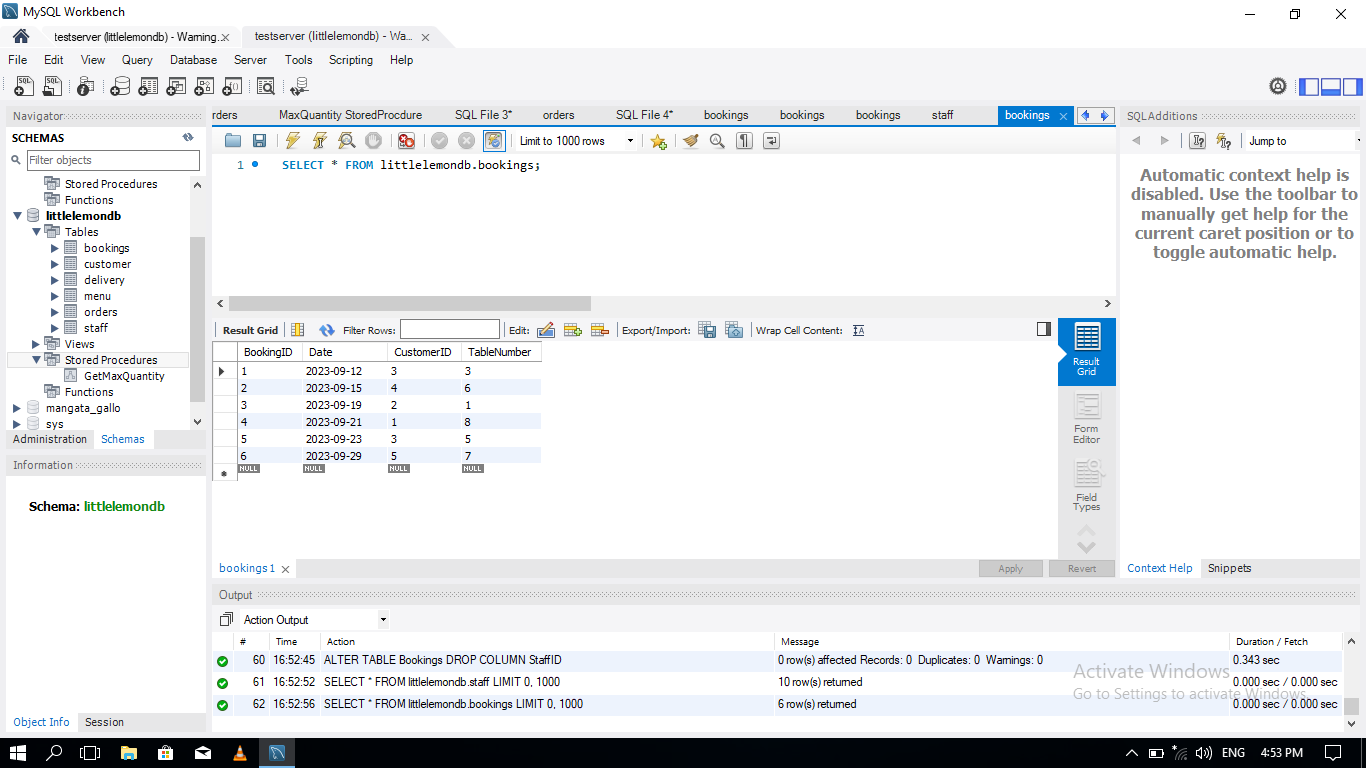 MySQL Workbench
testserver (littlelemondb) - Warning... testserver (littlelemondb) - Wa...
File Edit View Query Database Server Tools Scripting Help
Navigator
SCHEMAS
Filter objects
Stored Procedures
Functions
littlelemondb
Tables
bookings
customer
delivery
menu
orders
staff
Views
Stored Procedures
GetMaxQuantity
Functions
mangata_gallo
sys
Administration Schemas
Information
Schema: littlelemondb
Object Info Session
rders MaxQuantity StoredProcdure SQL File 3* orders SQL File 4* bookings bookings bookings staff bookings
Limit to 1000 rows
1 SELECT * FROM littlelemondb.bookings;
Result Grid Filter Rows: Edit: Export/Import: Wrap Cell Content:
BookingID Date CustomerID TableNumber
1 2023-09-12 3 3
2 2023-09-15 4 6
3 2023-09-19 2 1
4 2023-09-21 1 8
5 2023-09-23 3 5
6 2023-09-29 5 7
NULL NULL NULL NULL
Result
Grid
Form
Editor
Field
Types
bookings 1 Apply Revert
SQLAdditions
Jump to
Automatic context help is
disabled. Use the toolbar to
manually get help for the
current caret position or to
toggle automatic help.
Context Help Snippets
Output
Action Output
# Time Action Message Duration / Fetch
60 16:52:45 ALTER TABLE Bookings DROP COLUMN StaffID 0 row(s) affected Records: 0 Duplicates: 0 Warnings: 0 0.343 sec
61 16:52:52 SELECT * FROM littlelemondb.staff LIMIT 0, 1000 10 row(s) returned 0.000 sec / 0.000 sec
62 16:52:56 SELECT * FROM littlelemondb.bookings LIMIT 0, 1000 6 row(s) returned 0.000 sec / 0.000 sec
Activate Windows
Go to Settings to activate Windows.
ENG 4:53 PM